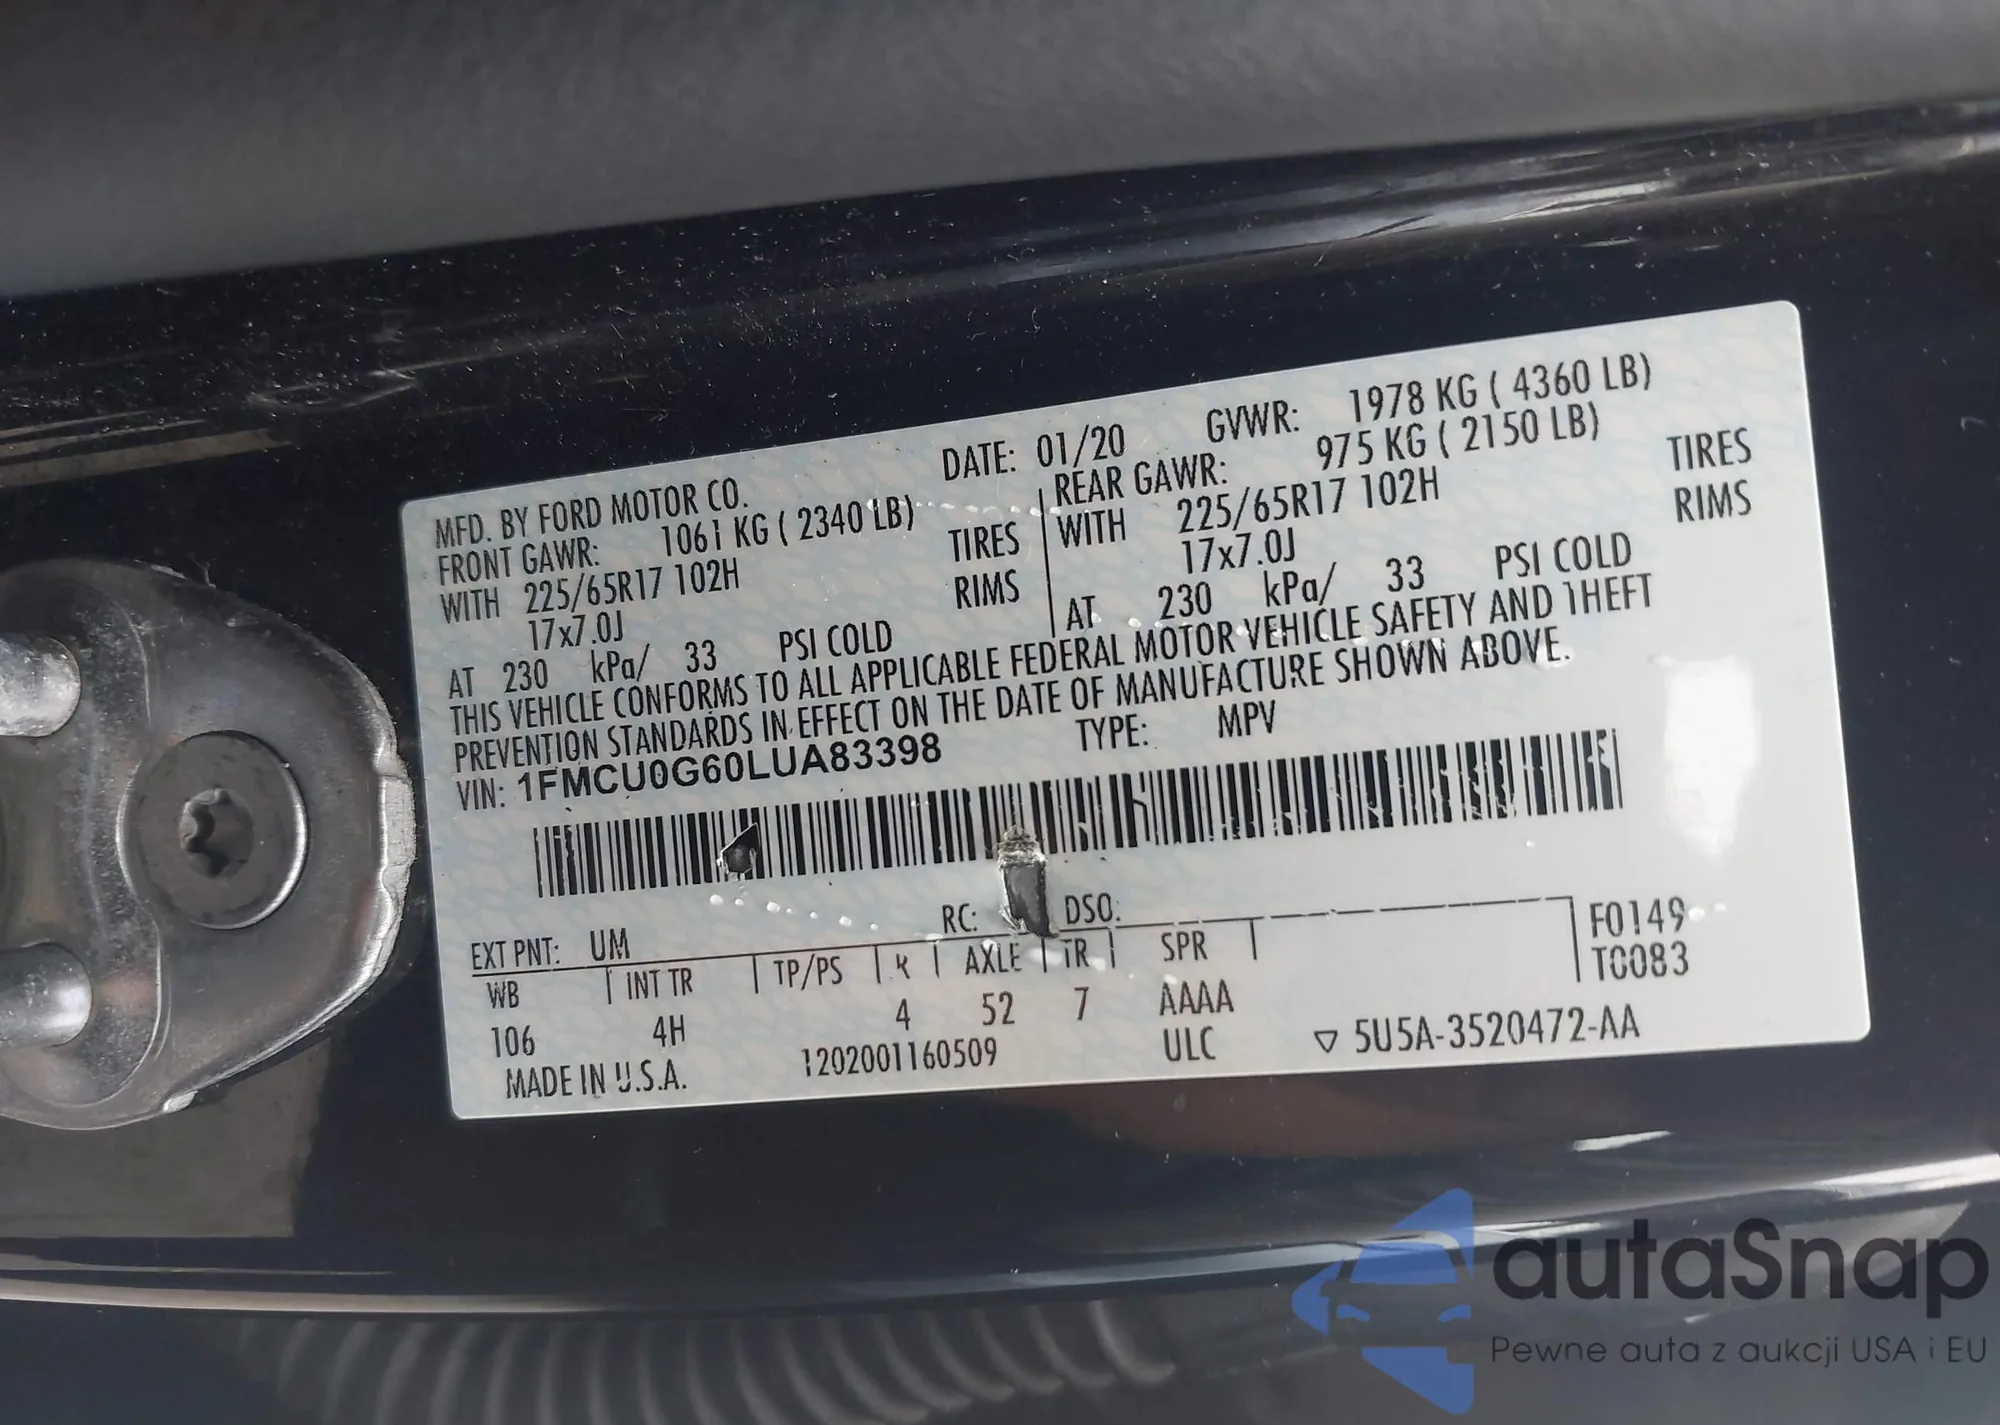 MFD. BY FORD MOTOR CO.
DATE: 01/20
GVWR: 1978 KG ( 4360 LB)
FRONT GAWR: 1061 KG ( 2340 LB)
WITH 225/65R17 102H TIRES
17x7.0J RIMS
AT 230 kPa/ 33 PSI COLD
REAR GAWR: 975 KG ( 2150 LB)
WITH 225/65R17 102H TIRES
17x7.0J RIMS
AT 230 kPa/ 33 PSI COLD
THIS VEHICLE CONFORMS TO ALL APPLICABLE FEDERAL MOTOR VEHICLE SAFETY AND THEFT
PREVENTION STANDARDS IN EFFECT ON THE DATE OF MANUFACTURE SHOWN ABOVE.
VIN: 1FMCU0G60LUA83398 TYPE: MPV
EXT PNT: UM RC: DSO: F0149
WB INT TR TP/PS R AXLE TR SPR T0083
106 4H 4 52 7 AAAA
MADE IN U.S.A. 1202001160509 ULC ▽ 5U5A-3520472-AA
autaSnap
Pewne auta z aukcji USA i EU